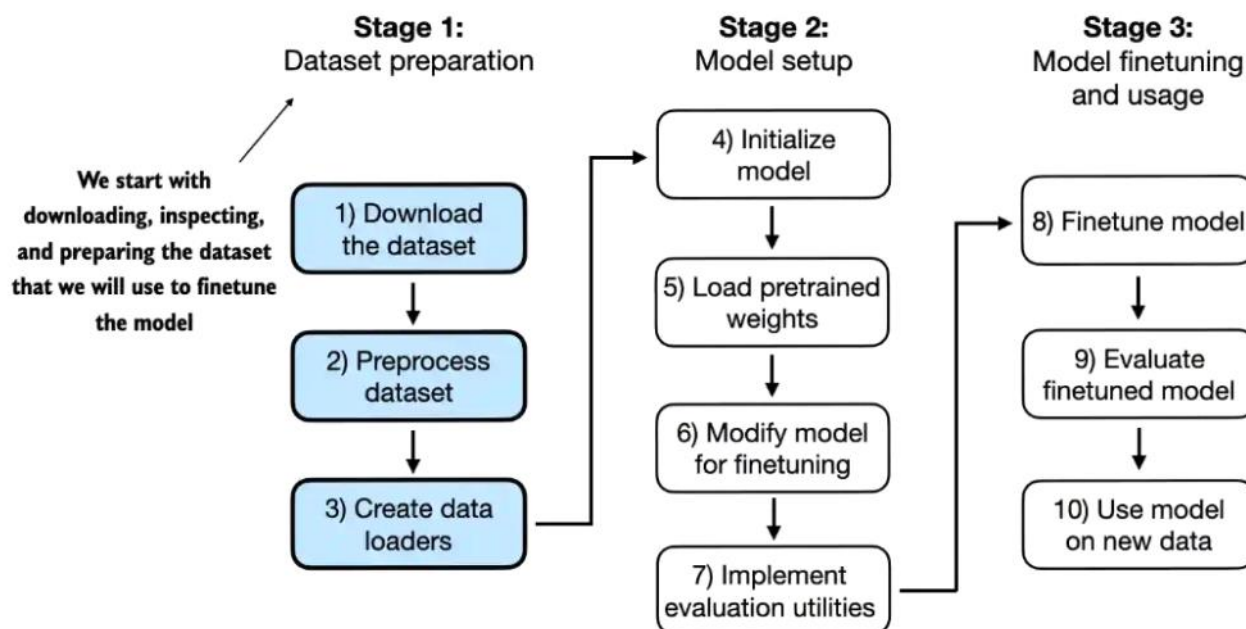 Stage 1:
Dataset preparation
We start with
downloading, inspecting,
and preparing the dataset
that we will use to finetune
the model
1) Download
the dataset
2) Preprocess
dataset
3) Create data
loaders
Stage 2:
Model setup
4) Initialize
model
5) Load pretrained
weights
6) Modify model
for finetuning
7) Implement
evaluation utilities
Stage 3:
Model finetuning
and usage
8) Finetune model
9) Evaluate
finetuned model
10) Use model
on new data